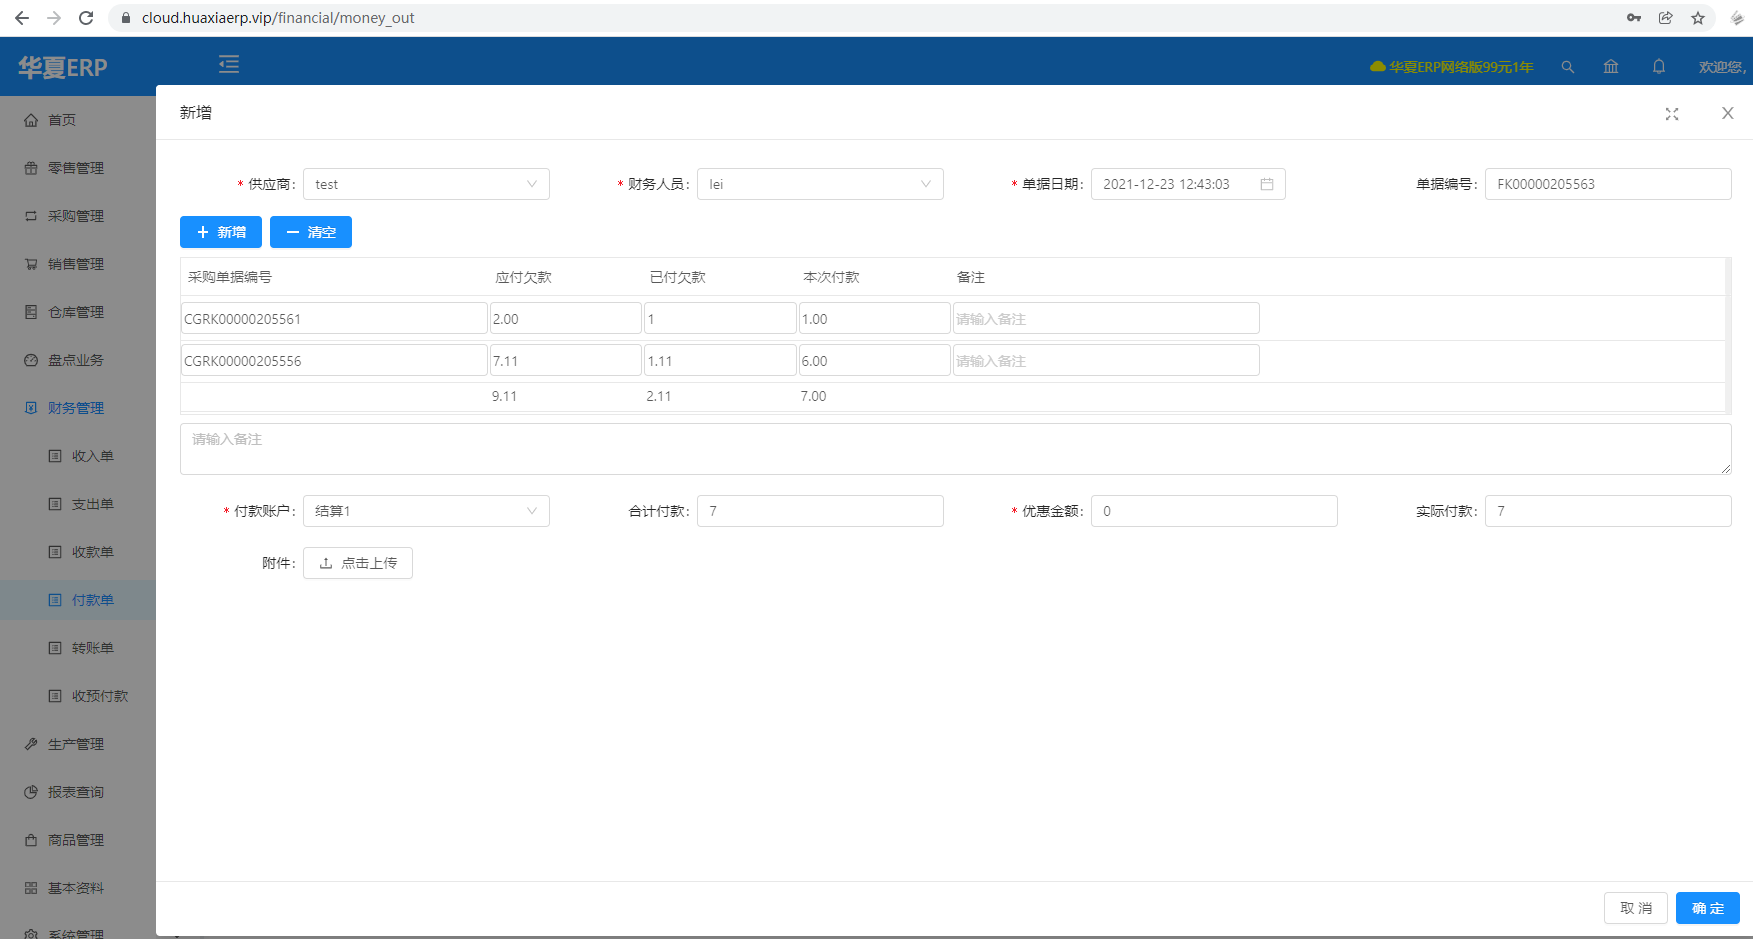 cloud.huaxiaerp.vip/financial/money_out
华夏ERP
华夏ERP网络版99元1年
欢迎您,
首页
零售管理
采购管理
销售管理
仓库管理
盘点业务
财务管理
收入单
支出单
收款单
付款单
转账单
收预付款
生产管理
报表查询
商品管理
基本资料
系统管理
新增
* 供应商: test
* 财务人员: lei
* 单据日期: 2021-12-23 12:43:03
单据编号: FK00000205563
新增 清空
采购单据编号 应付欠款 已付欠款 本次付款 备注
CGRK00000205561 2.00 1 1.00 请输入备注
CGRK00000205556 7.11 1.11 6.00 请输入备注
9.11 2.11 7.00
请输入备注
* 付款账户: 结算1
合计付款: 7
* 优惠金额: 0
实际付款: 7
附件: 点击上传
取 消 确 定